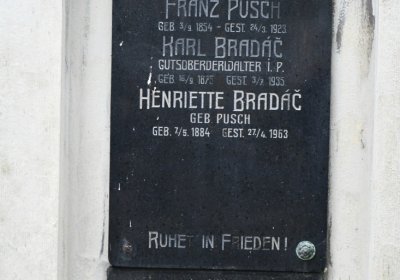 FRANZ PUSCH
GEB. 3/9. 1854 - GEST. 24/3. 1923.
KARL BRADÁČ
GUTSOBERVERWALTER I. P.
GEB. 16/9. 1875 GEST. 3/2. 1935
HENRIETTE BRADÁČ
GEB. PUSCH
GEB. 7/9. 1884 GEST. 27/4. 1963
RUHET IN FRIEDEN!